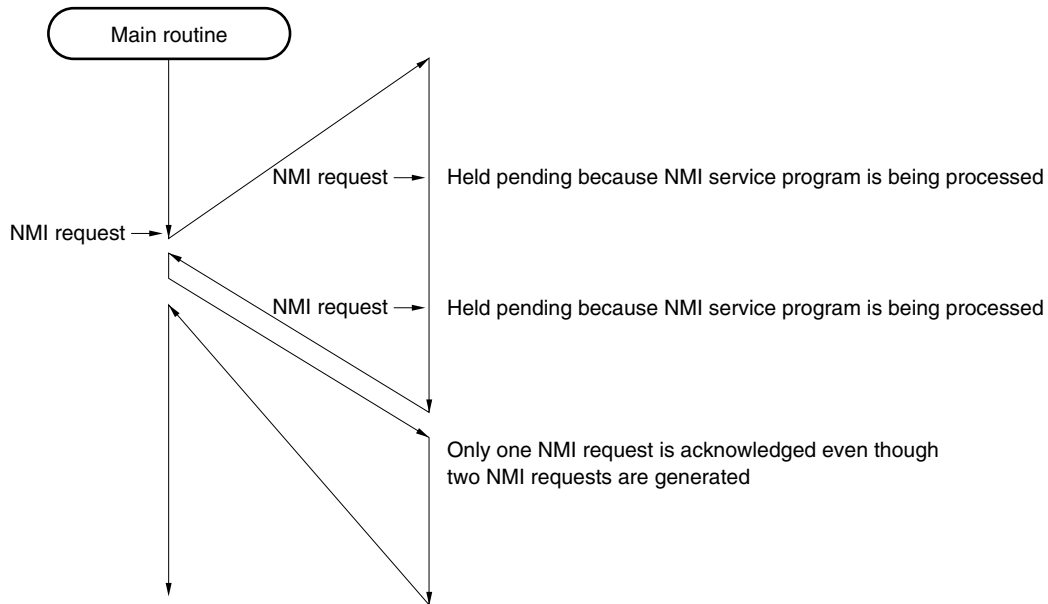 Main routine
NMI request
Held pending because NMI service program is being processed
NMI request
NMI request
Held pending because NMI service program is being processed
Only one NMI request is acknowledged even though
two NMI requests are generated